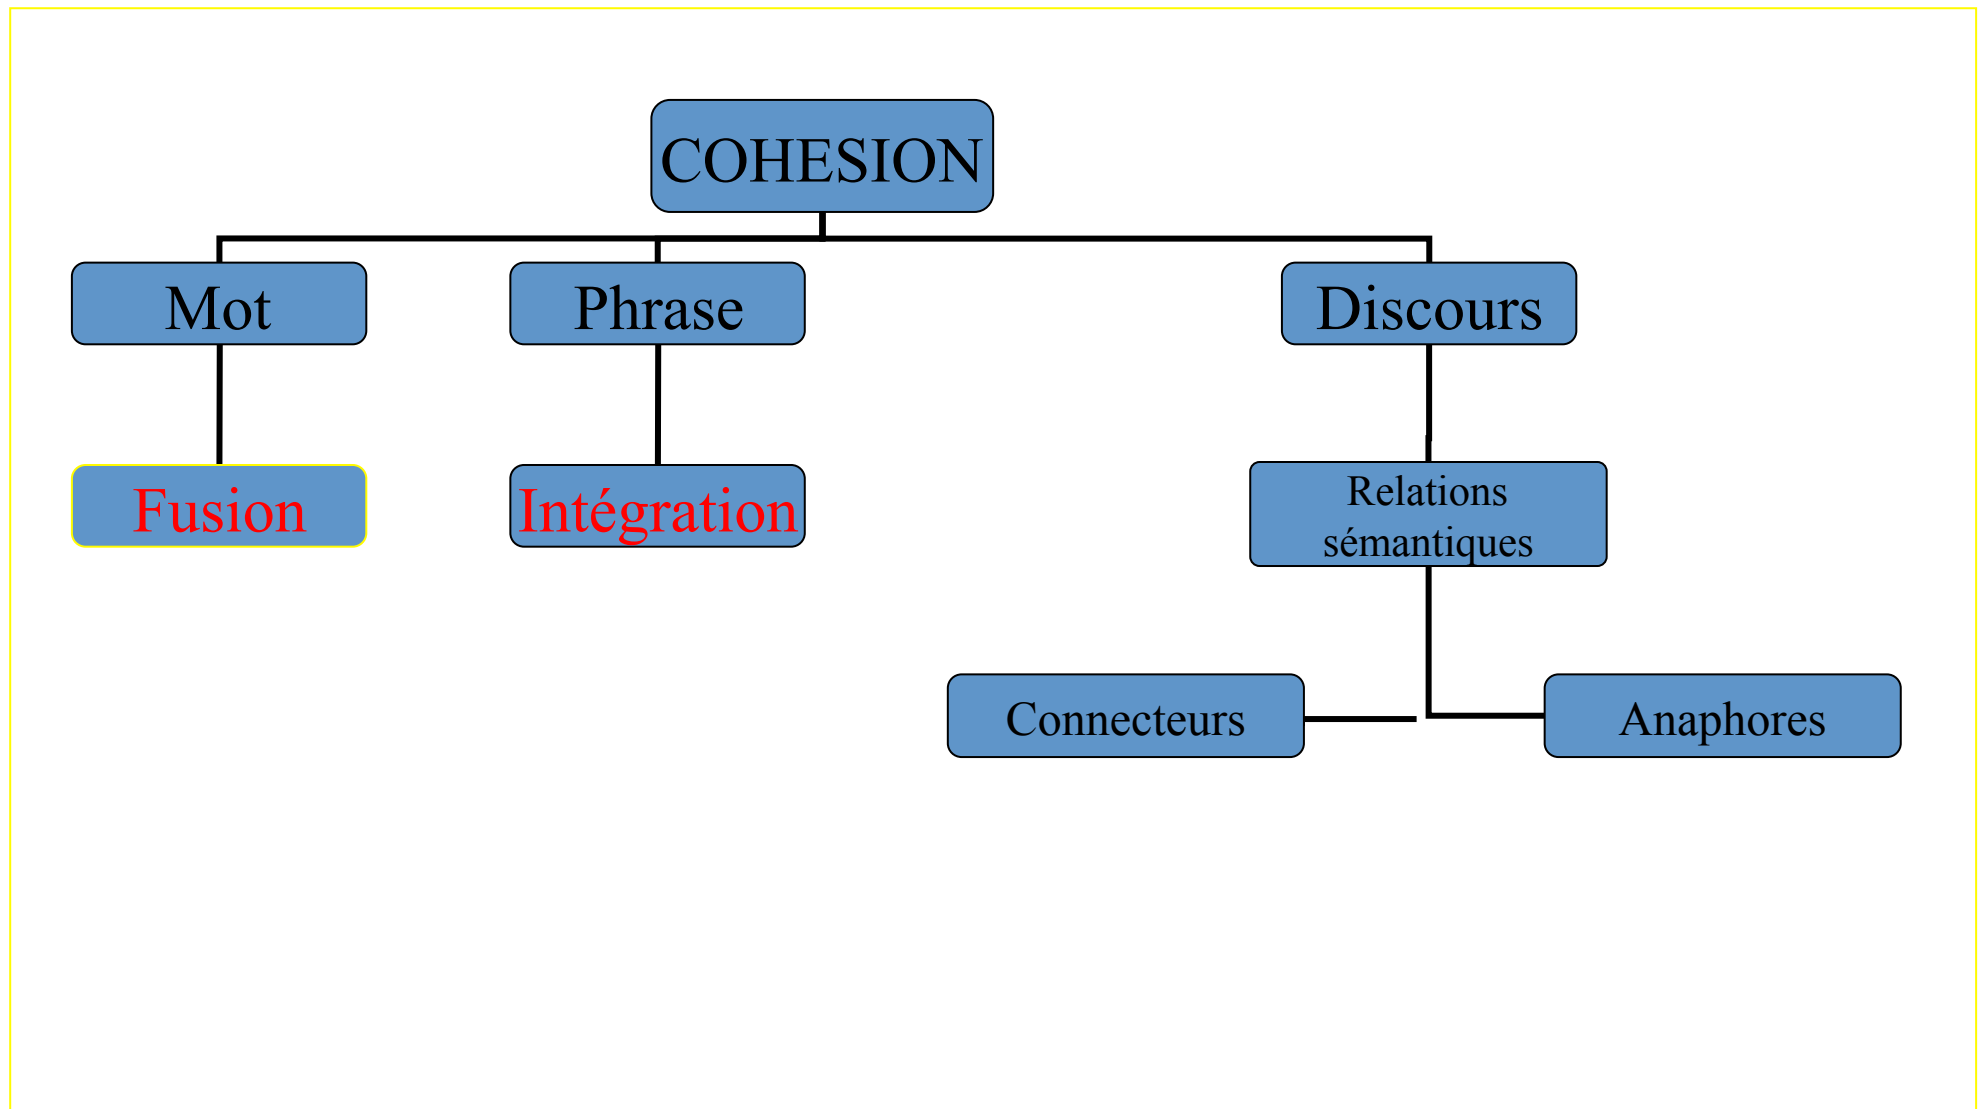 COHESION
Mot
Phrase
Discours
Fusion
Intégration
Relations
sémantiques
Connecteurs
Anaphores